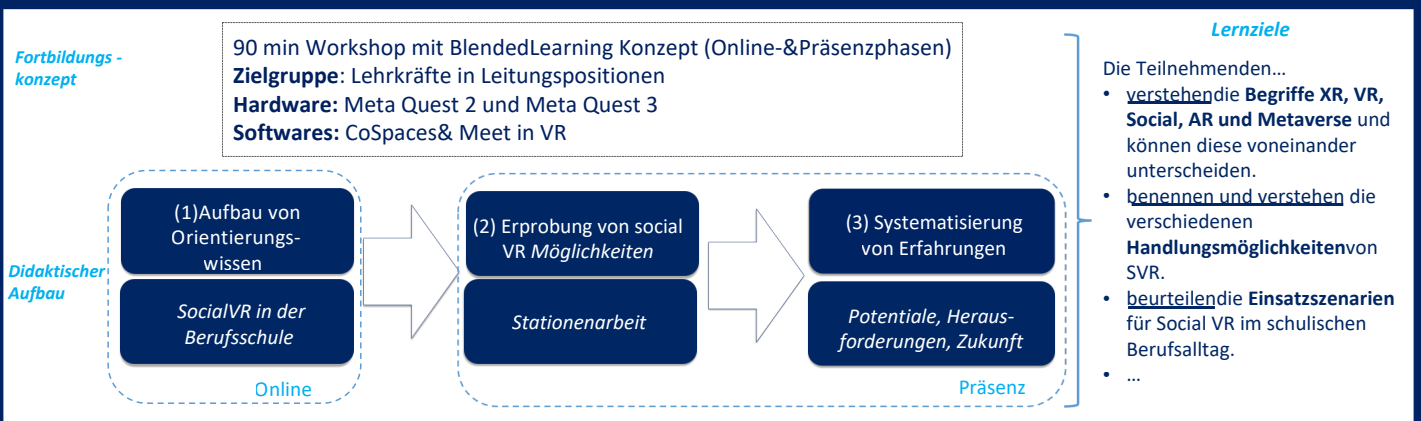 Fortbildungs -
konzept
90 min Workshop mit BlendedLearning Konzept (Online-&Präsenzphasen)
Zielgruppe: Lehrkräfte in Leitungspositionen
Hardware: Meta Quest 2 und Meta Quest 3
Softwares: CoSpaces& Meet in VR
Didaktischer
Aufbau
(1)Aufbau von
Orientierungs-
wissen
SocialVR in der
Berufsschule
Online
(2) Erprobung von social
VR Möglichkeiten
Stationenarbeit
(3) Systematisierung
von Erfahrungen
Potentiale, Heraus-
forderungen, Zukunft
Präsenz
Lernziele
Die Teilnehmenden…
• verstehendie Begriffe XR, VR,
Social, AR und Metaverse und
können diese voneinander
unterscheiden.
• benennen und verstehen die
verschiedenen
Handlungsmöglichkeitenvon
SVR.
• beurteilendie Einsatzszenarien
für Social VR im schulischen
Berufsalltag.
• …